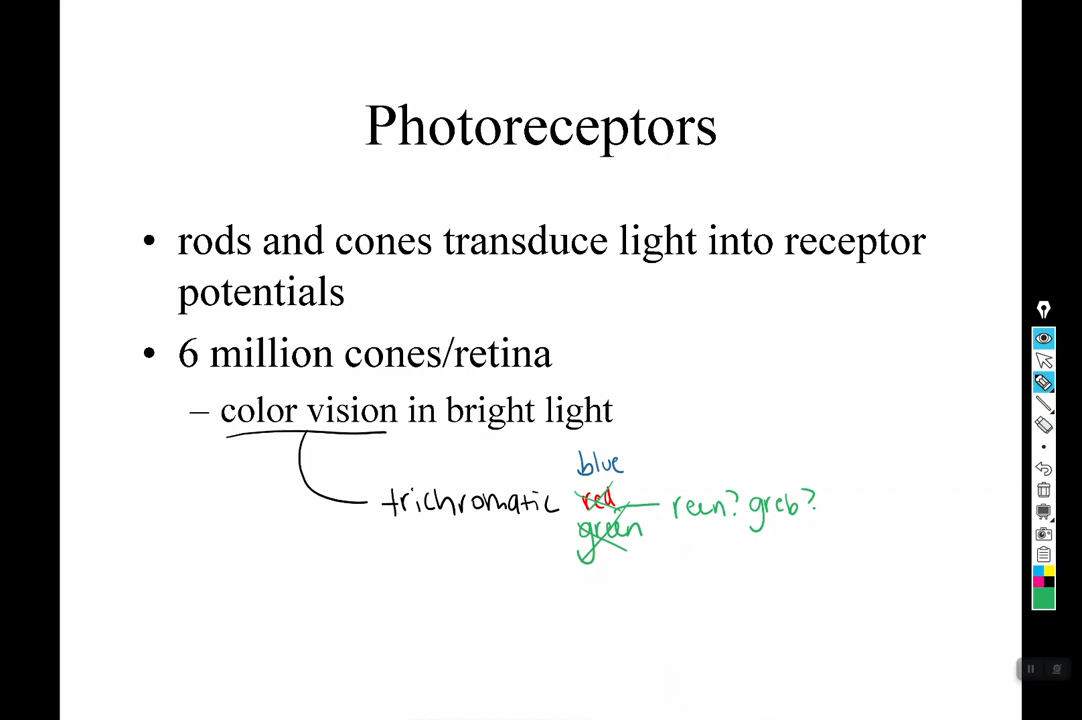 Photoreceptors
• rods and cones transduce light into receptor
potentials
• 6 million cones/retina
– color vision in bright light
blue
trichromatic red reen? greb?
green